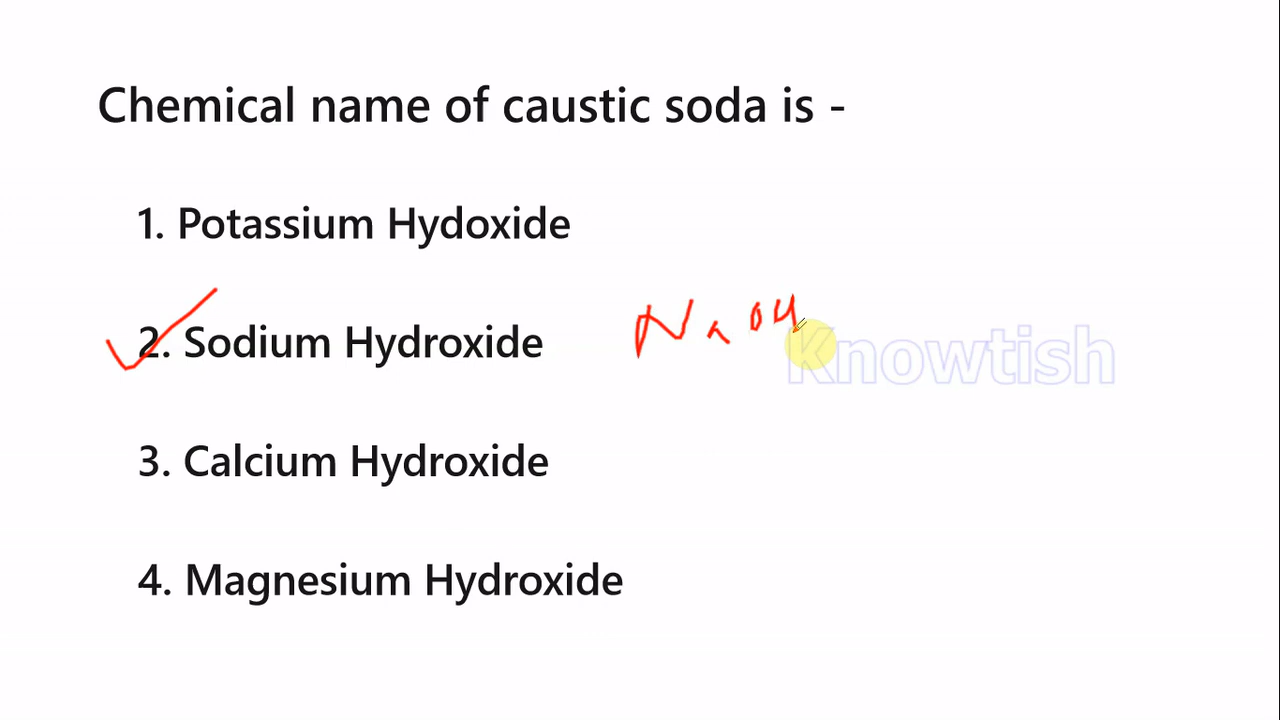 Chemical name of caustic soda is -
1. Potassium Hydoxide
2. Sodium Hydroxide NaOH
Knowtish
3. Calcium Hydroxide
4. Magnesium Hydroxide